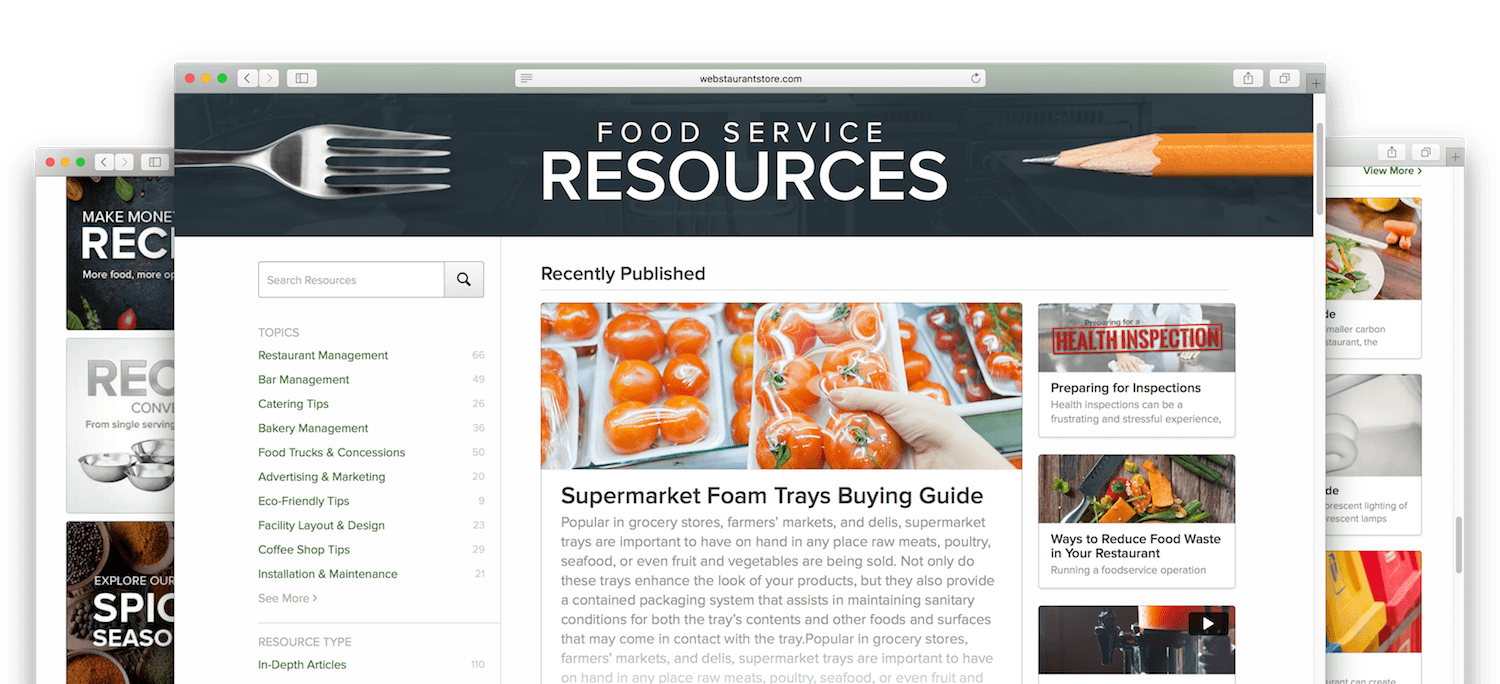 webstaurantstore.com
FOOD SERVICE
RESOURCES
Search Resources
TOPICS
Restaurant Management 66
Bar Management 49
Catering Tips 26
Bakery Management 36
Food Trucks & Concessions 50
Advertising & Marketing 20
Eco-Friendly Tips 9
Facility Layout & Design 23
Coffee Shop Tips 29
Installation & Maintenance 21
See More >
RESOURCE TYPE
In-Depth Articles 110
Recently Published
Supermarket Foam Trays Buying Guide
Popular in grocery stores, farmers' markets, and delis, supermarket
trays are important to have on hand in any place raw meats, poultry,
seafood, or even fruit and vegetables are being sold. Not only do
these trays enhance the look of your products, but they also provide
a contained packaging system that assists in maintaining sanitary
conditions for both the tray's contents and other foods and surfaces
that may come in contact with the tray.Popular in grocery stores,
farmers' markets, and delis, supermarket trays are important to have
on hand in any place raw meats, poultry, seafood, or even fruit and
Preparing for a
HEALTH INSPECTION
Preparing for Inspections
Health inspections can be a
frustrating and stressful experience,
Ways to Reduce Food Waste
in Your Restaurant
Running a foodservice operation
MAKE MONEY
REC
More food, more op
REC
CONVE
From single serving
EXPLORE OUR
SPIC
SEASO
View More >
de
maller carbon
staurant, the
de
orescent lighting of
rescent lamps
urant can create